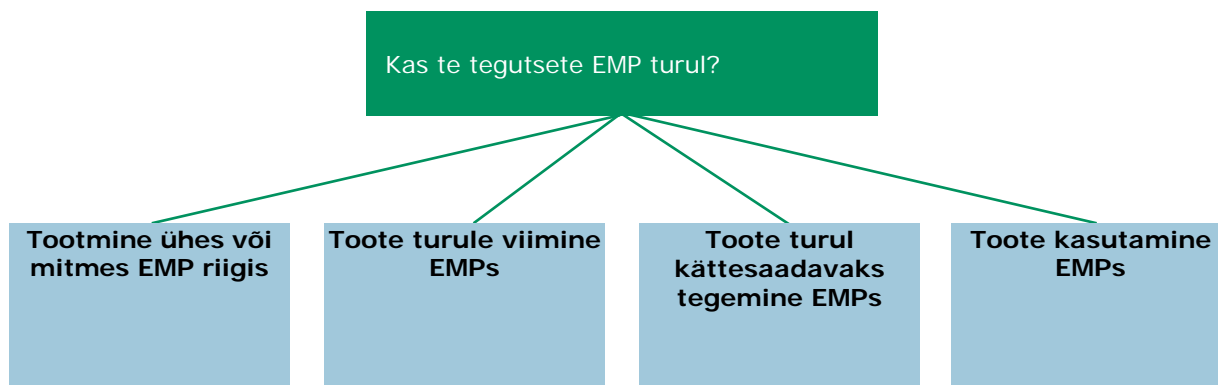 Kas te tegutsete EMP turul?
Tootmine ühes või
mitmes EMP riigis
Toote turule viimine
EMPs
Toote turul
kättesaadavaks
tegemine EMPs
Toote kasutamine
EMPs